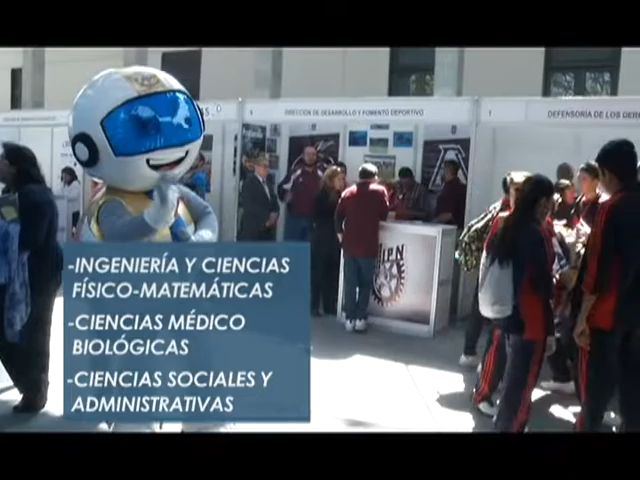 DIRECCIÓN DE DESARROLLO Y FOMENTO DEPORTIVO
DEFENSORÍA DE LOS DERE
IPN
-INGENIERÍA Y CIENCIAS
FÍSICO-MATEMÁTICAS
-CIENCIAS MÉDICO
BIOLÓGICAS
-CIENCIAS SOCIALES Y
ADMINISTRATIVAS